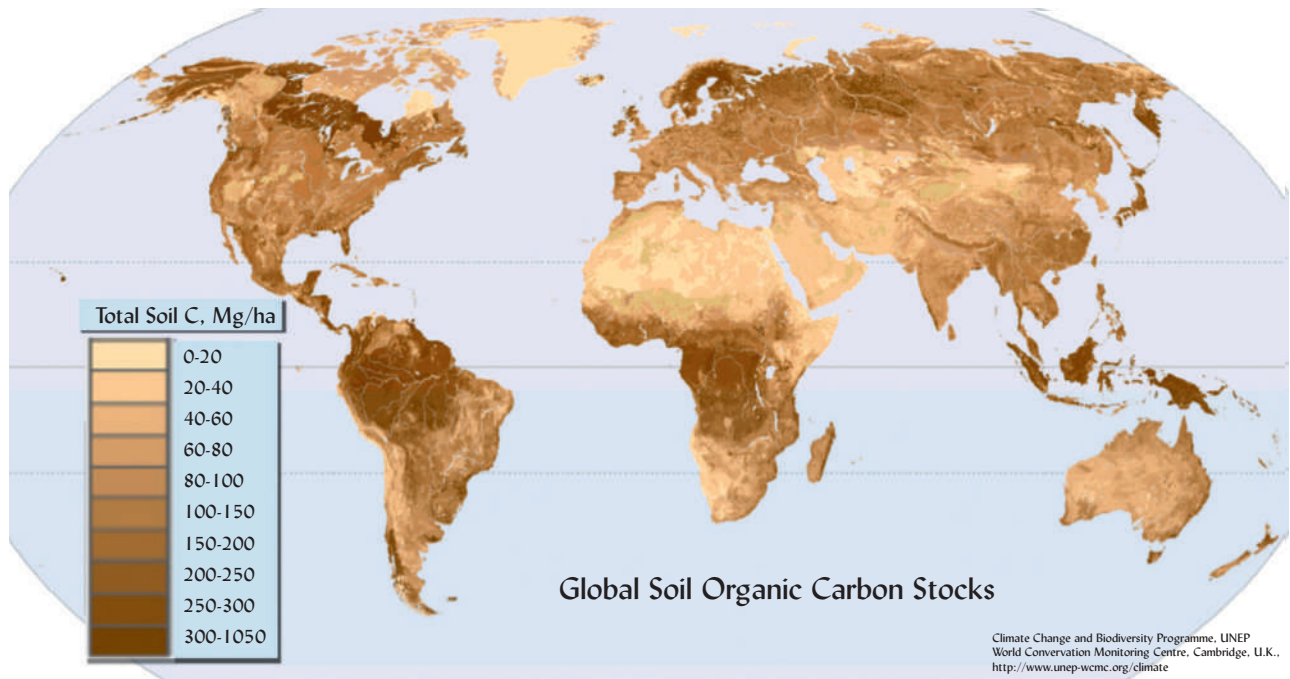 Total Soil C, Mg/ha
0-20
20-40
40-60
60-80
80-100
100-150
150-200
200-250
250-300
300-1050
Global Soil Organic Carbon Stocks
Climate Change and Biodiversity Programme, UNEP
World Convervation Monitoring Centre, Cambridge, U.K.,
http://www.unep-wcmc.org/climate